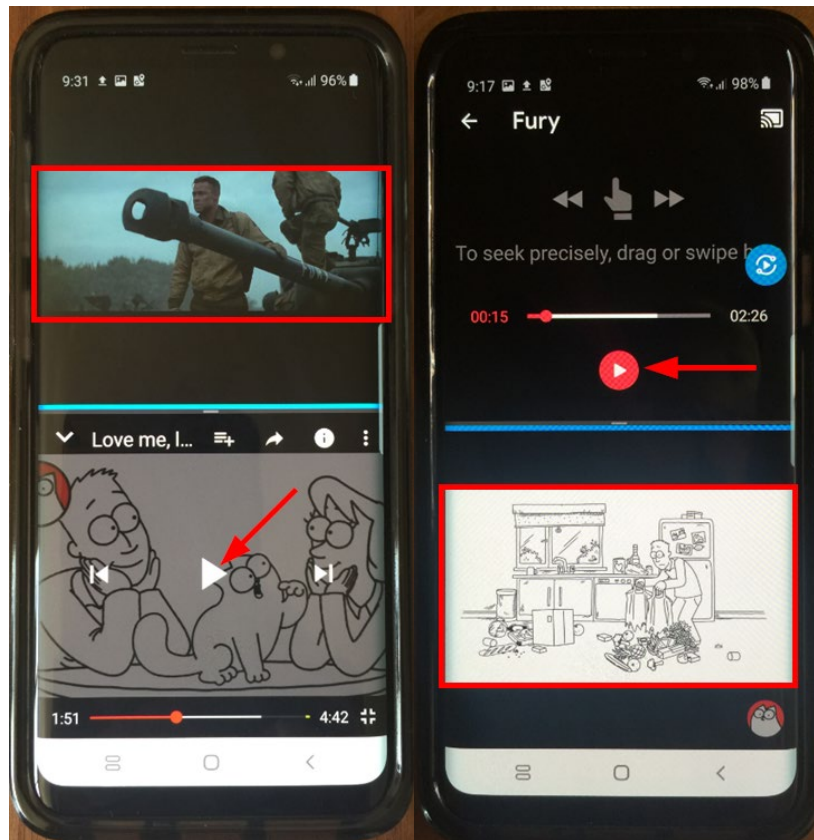 9:31
96%
Love me, l...
1:51
4:42
9:17
98%
Fury
To seek precisely, drag or swipe b
00:15
02:26